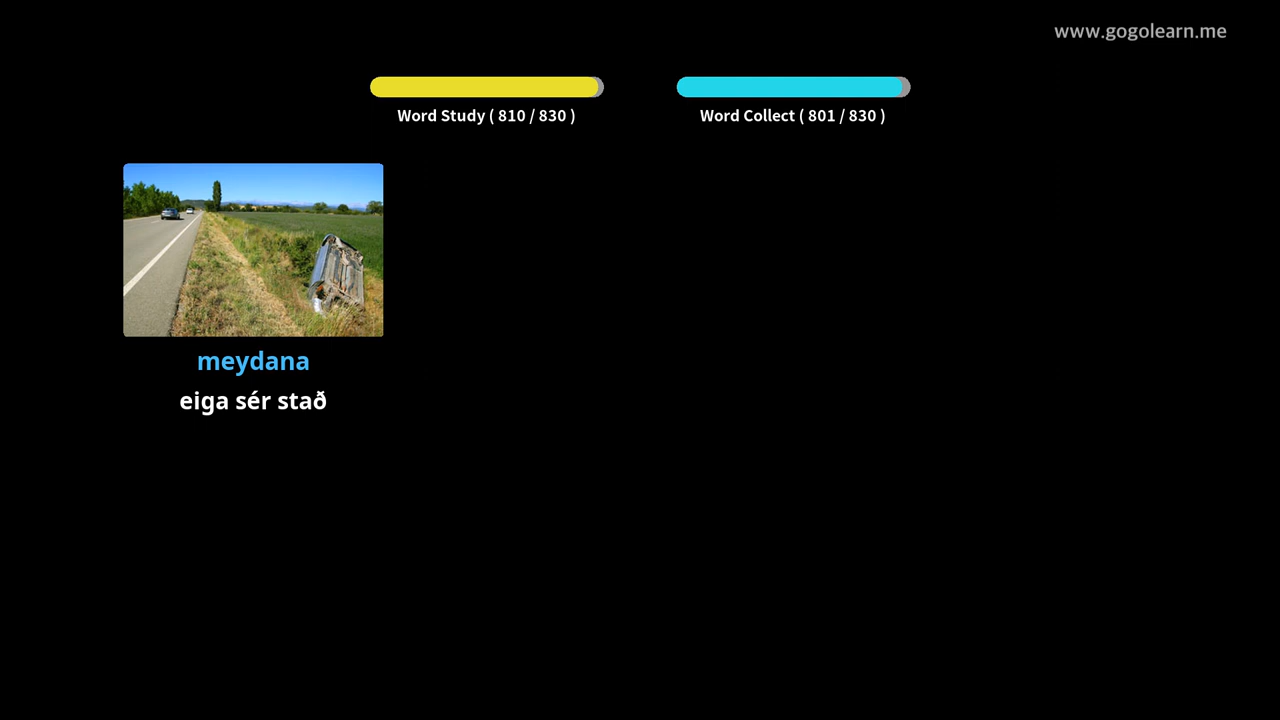 www.gogolearn.me
Word Study ( 810 / 830 )
Word Collect ( 801 / 830 )
meydana
eiga sér stað